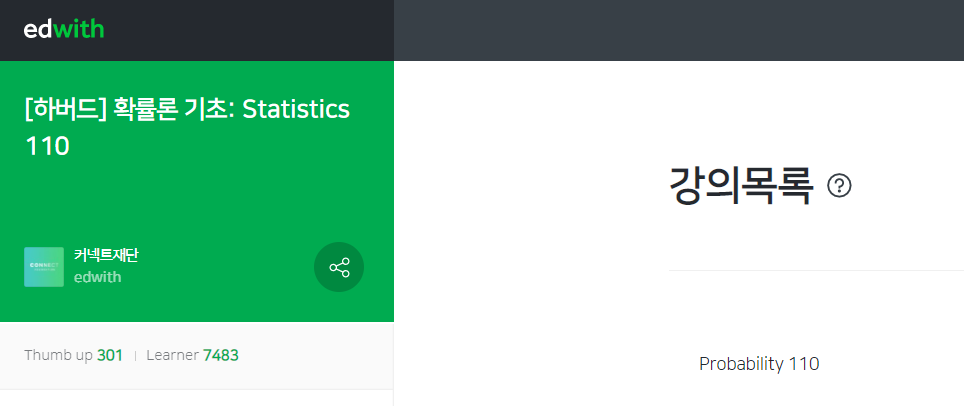 edwith
[하버드] 확률론 기초: Statistics
110
커넥트재단
edwith
Thumb up 301 | Learner 7483
강의목록 ?
Probability 110